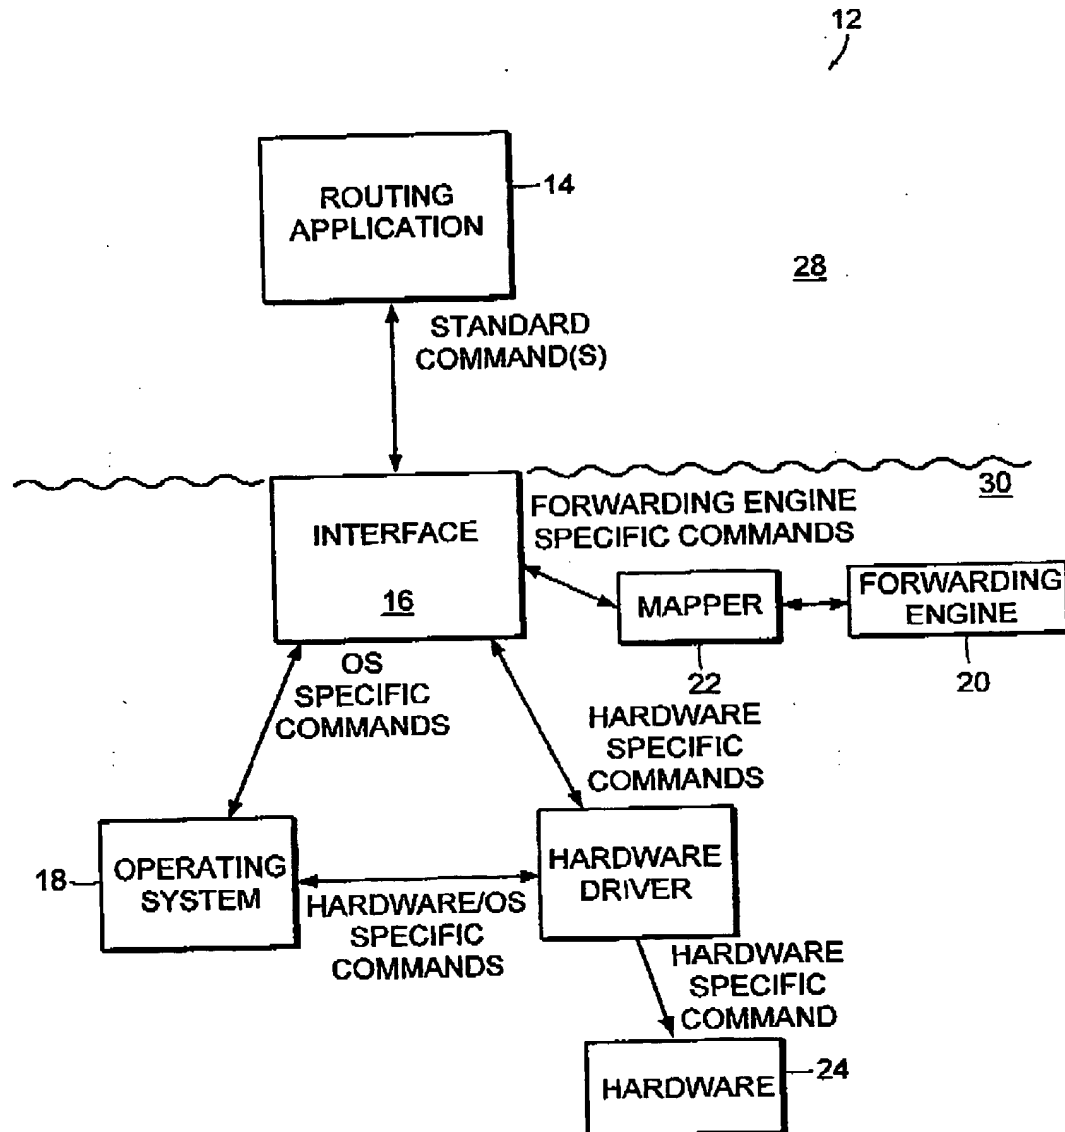 12
ROUTING
APPLICATION
14
28
STANDARD
COMMAND(S)
30
INTERFACE
16
FORWARDING ENGINE
SPECIFIC COMMANDS
MAPPER
22
FORWARDING
ENGINE
20
OS
SPECIFIC
COMMANDS
HARDWARE
SPECIFIC
COMMANDS
18
OPERATING
SYSTEM
HARDWARE/OS
SPECIFIC
COMMANDS
HARDWARE
DRIVER
HARDWARE
SPECIFIC
COMMAND
HARDWARE
24